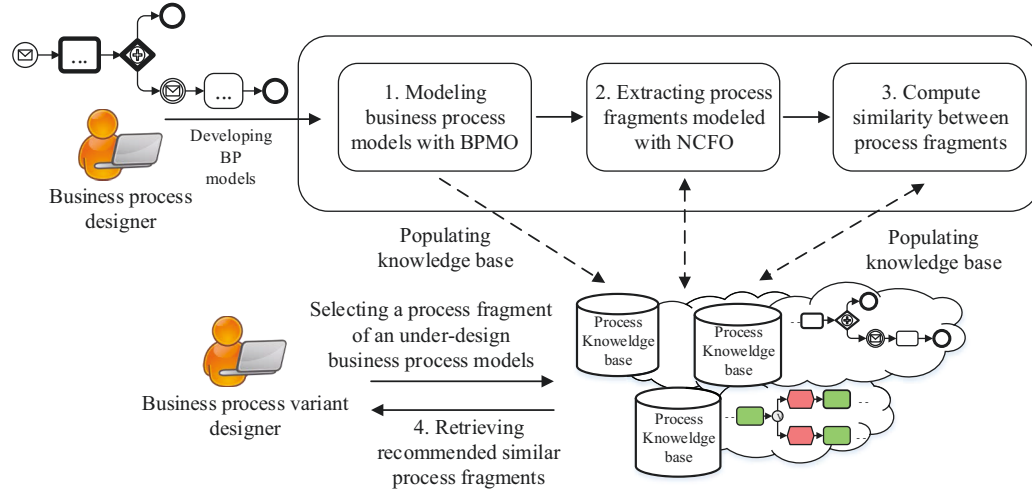 ...
...
Developing
BP
models
Business process
designer
1. Modeling
business process
models with BPMO
2. Extracting process
fragments modeled
with NCFO
3. Compute
similarity between
process fragments
Populating
knowledge base
Populating
knowledge base
Selecting a process fragment
of an under-design
business process models
Business process variant
designer
4. Retrieving
recommended similar
process fragments
Process
Knoweldge
base
Process
Knoweldge
base
Process
Knoweldge
base